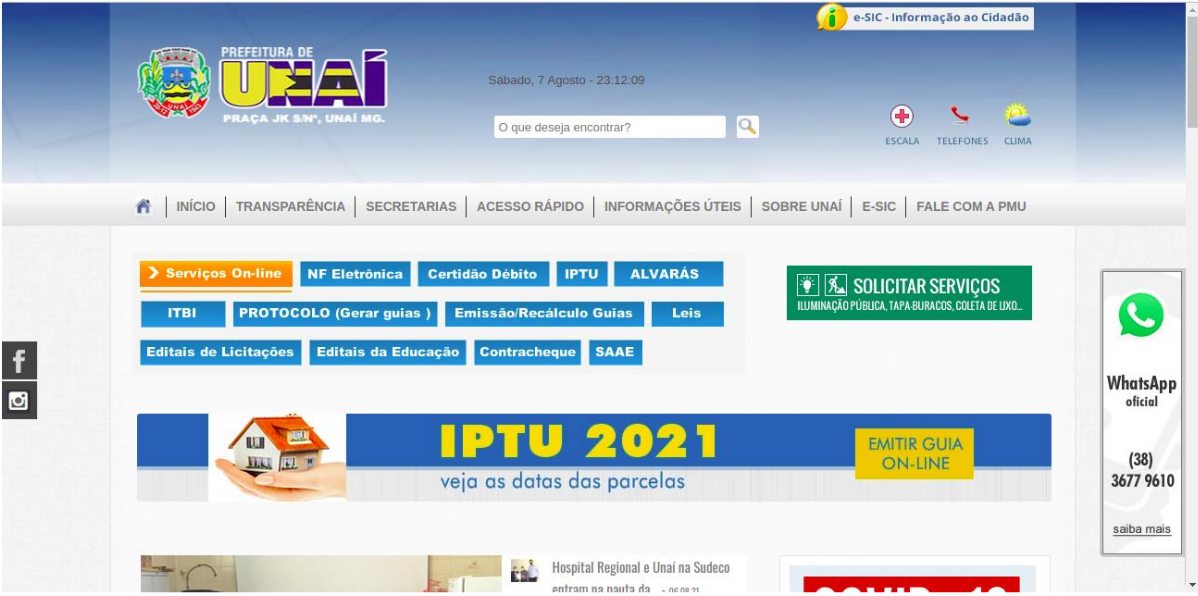 e-SIC - Informação ao Cidadão
PREFEITURA DE
UNAÍ
PRAÇA JK S/Nº, UNAÍ MG.
UNAÍ
Sábado, 7 Agosto - 23:12:09
O que deseja encontrar?
ESCALA TELEFONES CLIMA
INÍCIO TRANSPARÊNCIA SECRETARIAS ACESSO RÁPIDO INFORMAÇÕES ÚTEIS SOBRE UNAÍ E-SIC FALE COM A PMU
Serviços On-line NF Eletrônica Certidão Débito IPTU ALVARÁS
ITBI PROTOCOLO (Gerar guias ) Emissão/Recálculo Guias Leis
Editais de Licitações Editais da Educação Contracheque SAAE
SOLICITAR SERVIÇOS
ILUMINAÇÃO PÚBLICA, TAPA-BURACOS, COLETA DE LIXO...
WhatsApp
oficial
(38)
3677 9610
saiba mais
IPTU 2021
veja as datas das parcelas
EMITIR GUIA
ON-LINE
Hospital Regional e Unaí na Sudeco
entram na pauta da... - 06.08.21